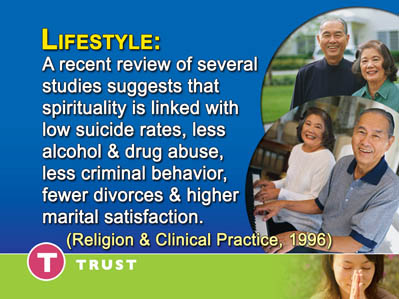 LIFESTYLE:
A recent review of several
studies suggests that
spirituality is linked with
low suicide rates, less
alcohol & drug abuse,
less criminal behavior,
fewer divorces & higher
marital satisfaction.
(Religion & Clinical Practice, 1996)
T TRUST